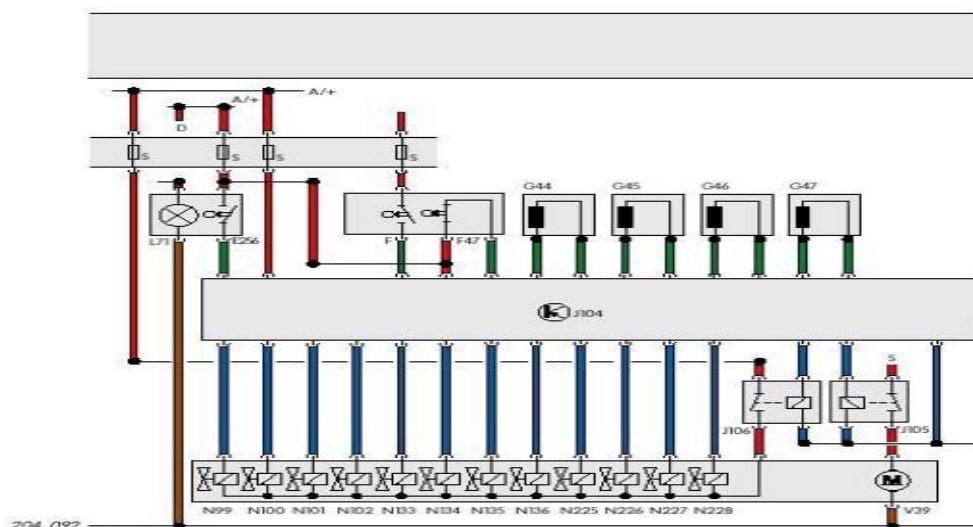 A/+
A/+
D
S
S
S
S
G44 G45 G46 G47
L71 E256 F F47
J104
S
J106 J105
M
N99 N100 N101 N102 N133 N134 N135 N136 N225 N226 N227 N228 V39
204_092